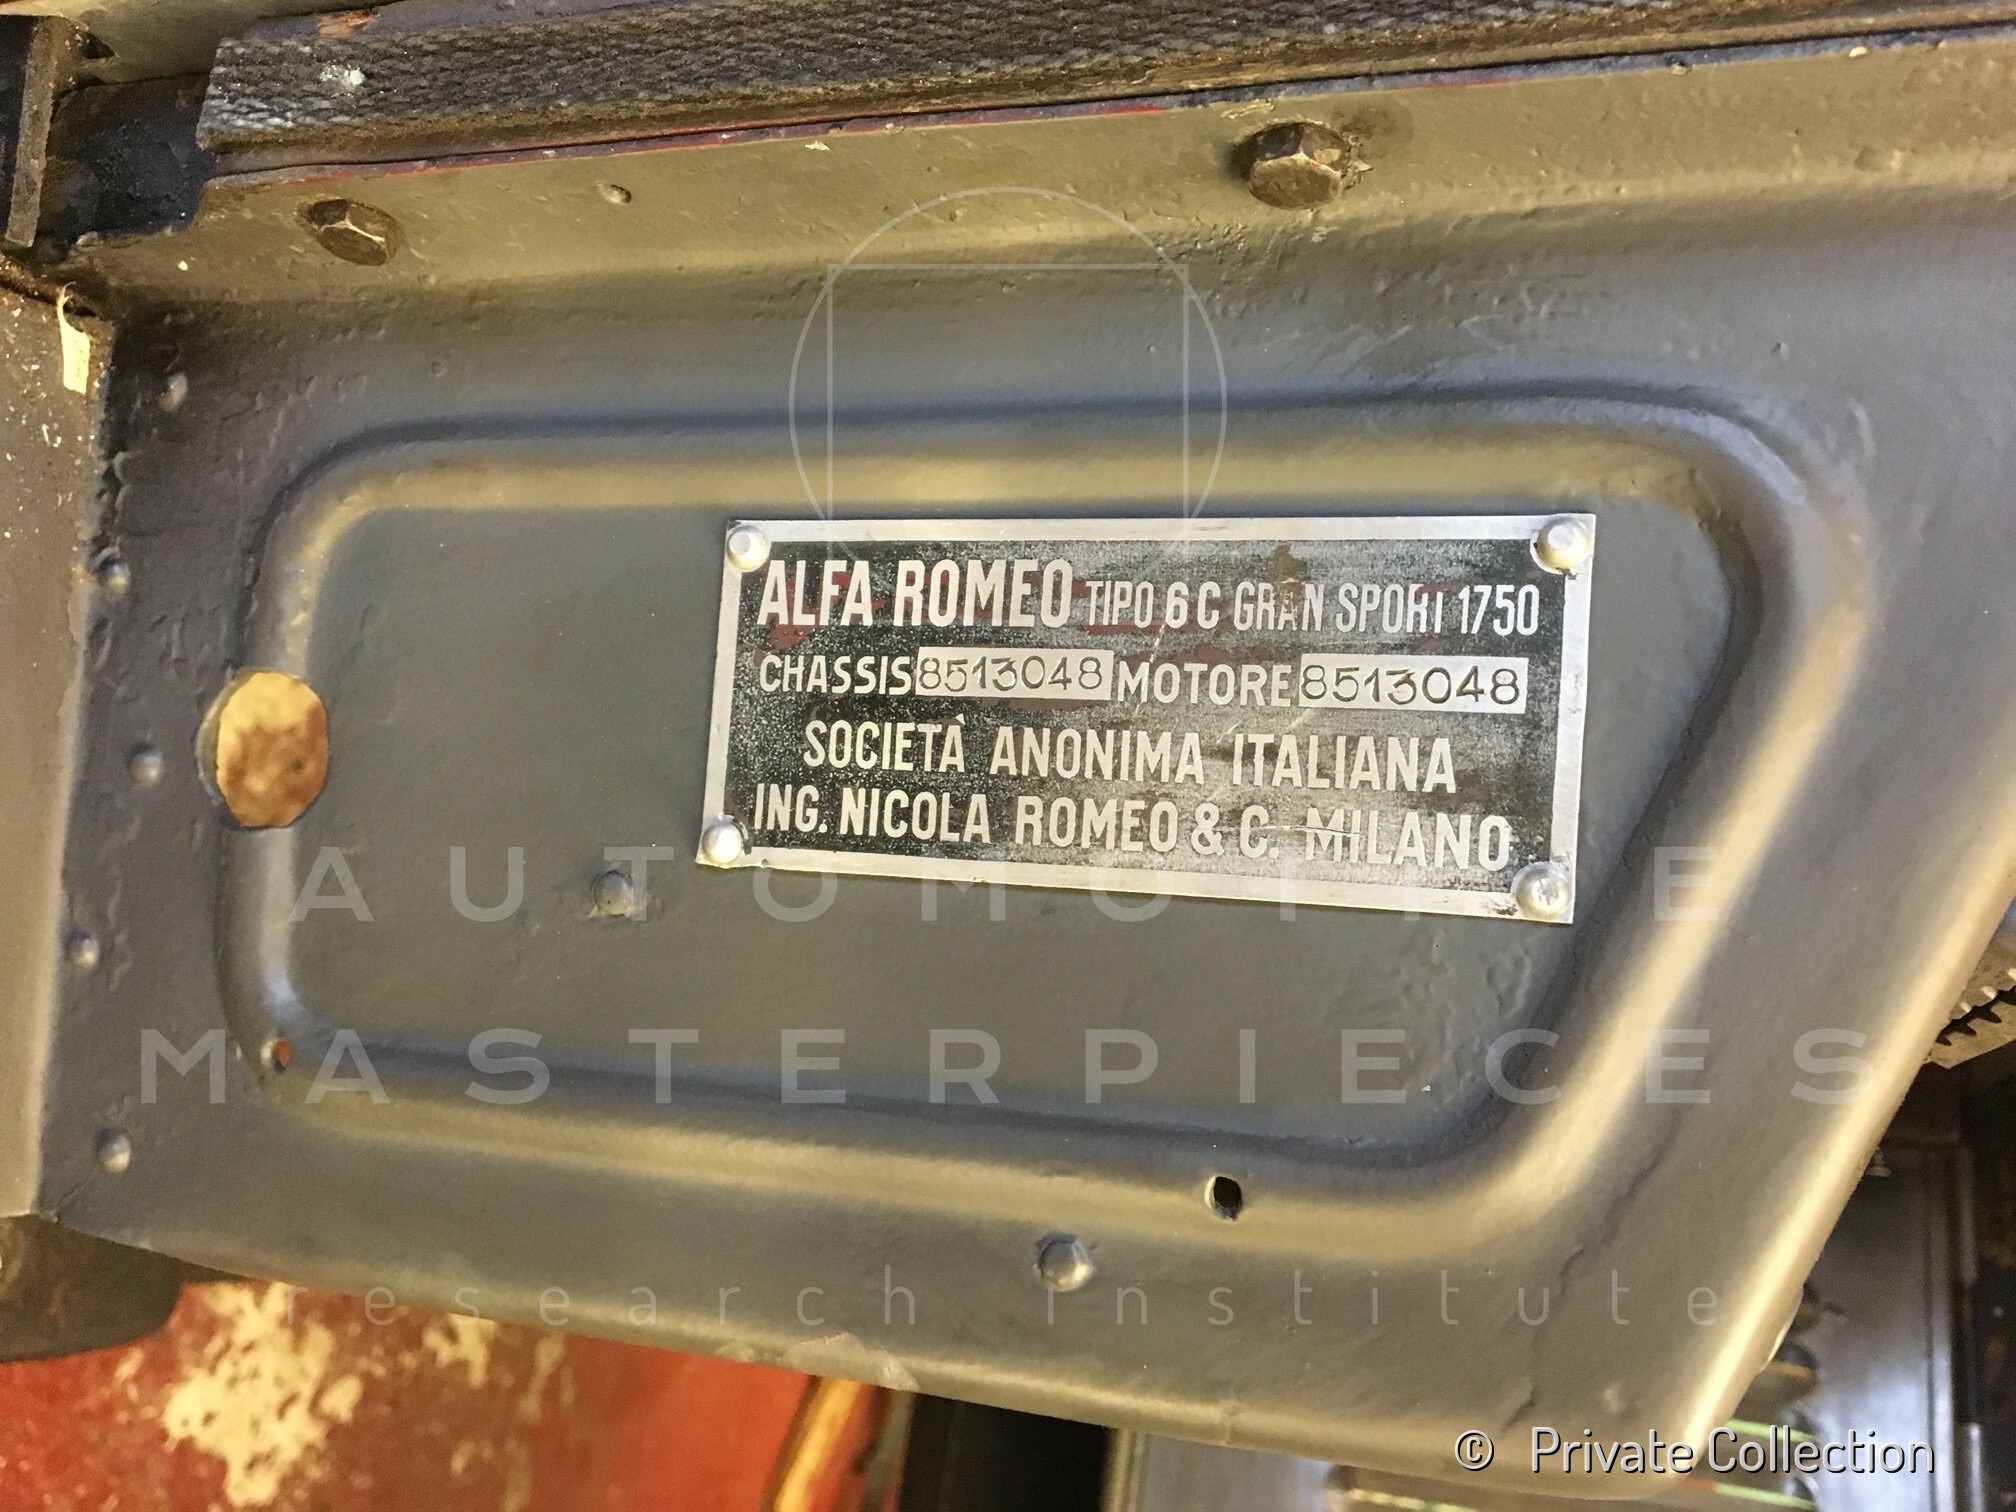 ALFA ROMEO TIPO 6C GRAN SPORT 1750
CHASSIS 8513048 MOTORE 8513048
SOCIETÀ ANONIMA ITALIANA
ING. NICOLA ROMEO & C. MILANO
AUTOMOTIVE
MASTERPIECES
research institute
© Private Collection